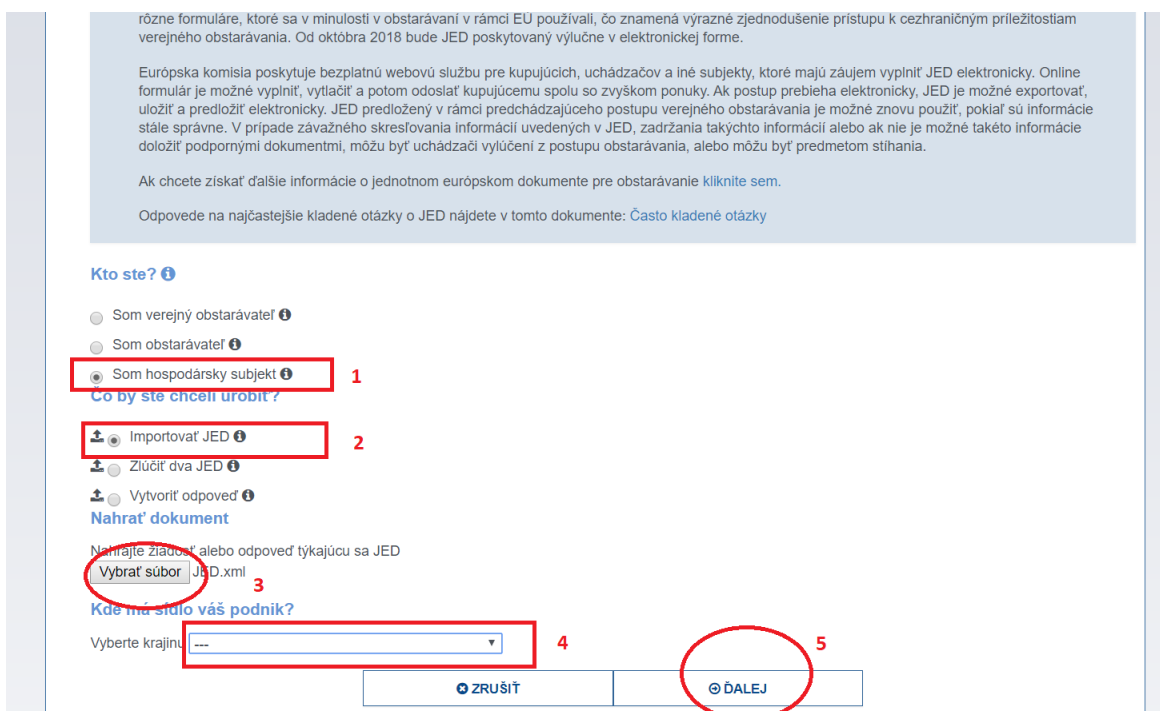 rôzne formuláre, ktoré sa v minulosti v obstarávaní v rámci EÚ používali, čo znamená výrazné zjednodušenie prístupu k cezhraničným príležitostiam
verejného obstarávania. Od októbra 2018 bude JED poskytovaný výlučne v elektronickej forme.
Európska komisia poskytuje bezplatnú webovú službu pre kupujúcich, uchádzačov a iné subjekty, ktoré majú záujem vyplniť JED elektronicky. Online
formulár je možné vyplniť, vytlačiť a potom odoslať kupujúcemu spolu so zvyškom ponuky. Ak postup prebieha elektronicky, JED je možné exportovať,
uložiť a predložiť elektronicky. JED predložený v rámci predchádzajúceho postupu verejného obstarávania je možné znovu použiť, pokiaľ sú informácie
stále správne. V prípade závažného skresľovania informácií uvedených v JED, zadržania takýchto informácií alebo ak nie je možné takéto informácie
doložiť podpornými dokumentmi, môžu byť uchádzači vylúčení z postupu obstarávania, alebo môžu byť predmetom stíhania.
Ak chcete získať ďalšie informácie o jednotnom európskom dokumente pre obstarávanie kliknite sem.
Odpovede na najčastejšie kladené otázky o JED nájdete v tomto dokumente: Často kladené otázky
Kto ste?
Som verejný obstarávateľ
Som obstarávateľ
Som hospodársky subjekt 1
Čo by ste chceli urobiť?
Importovať JED 2
Zlúčiť dva JED
Vytvoriť odpoveď
Nahrať dokument
Nahrajte žiadosť alebo odpoveď týkajúcu sa JED
Vybrať súbor JED.xml 3
Kde má sídlo váš podnik?
Vyberte krajinu --- 4 5
ZRUŠIŤ ĎALEJ